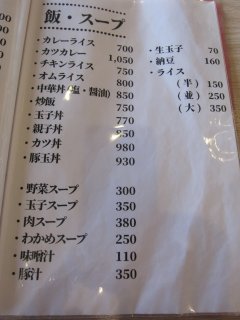 飯・スープ
・カレーライス 700
・カツカレー 1,050
・チキンライス 750
・オムライス 800
・中華丼(塩・醤油) 850
・炒飯 750
・玉子丼 770
・親子丼 850
・カツ丼 980
・豚玉丼 930
・野菜スープ 300
・玉子スープ 350
・肉スープ 380
・わかめスープ 250
・味噌汁 110
・豚汁 350
・生玉子 70
・納豆 160
・ライス
(半) 150
(並) 250
(大) 350